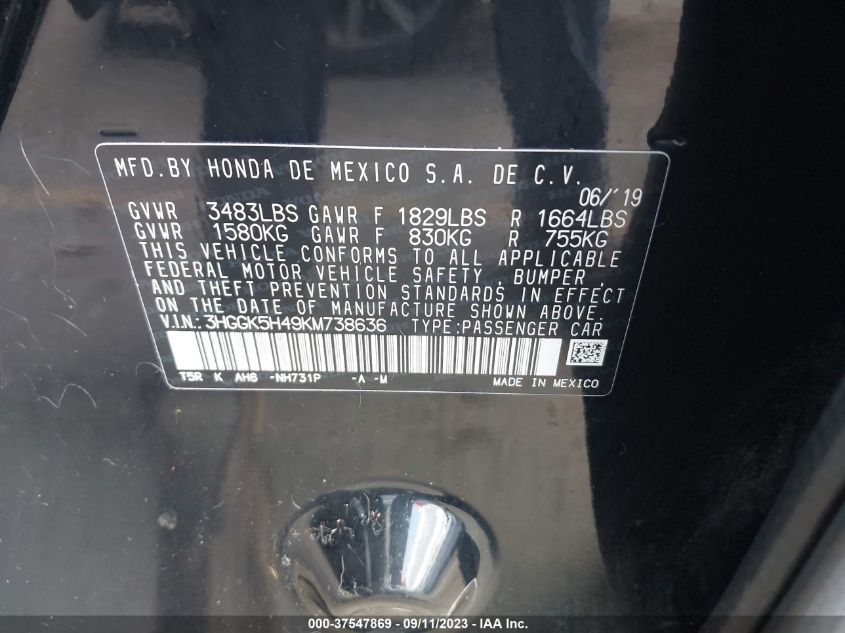 MFD.BY HONDA DE MEXICO S.A. DE C.V.
06/'19
GVWR 3483LBS GAWR F 1829LBS R 1664LBS
GVWR 1580KG GAWR F 830KG R 755KG
THIS VEHICLE CONFORMS TO ALL APPLICABLE
FEDERAL MOTOR VEHICLE SAFETY, BUMPER,
AND THEFT PREVENTION STANDARDS IN EFFECT
ON THE DATE OF MANUFACTURE SHOWN ABOVE.
V.I.N.:3HGGK5H49KM738636 TYPE:PASSENGER CAR
T5R K AH6 -NH731P -A -M
MADE IN MEXICO
000-37547869 - 09/11/2023 - IAA Inc.